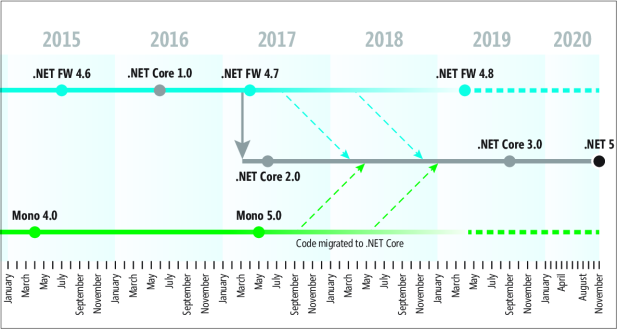 2015 2016 2017 2018 2019 2020
.NET FW 4.6 .NET Core 1.0 .NET FW 4.7 .NET FW 4.8
.NET Core 3.0 .NET 5
.NET Core 2.0
Mono 4.0 Mono 5.0
Code migrated to .NET Core
January March May July September November January March May July September November January March May July September November January March May July September November January March May July September November January April August November